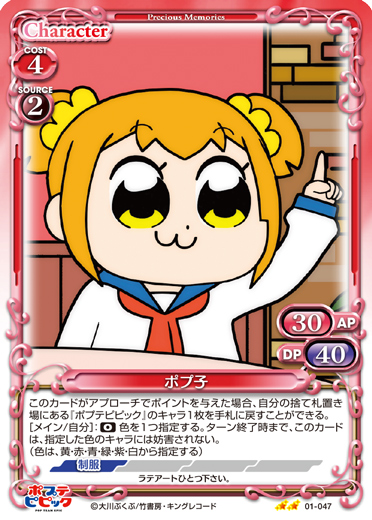 Precious Memories
Character
COST
4
SOURCE
2
30 AP
DP 40
ポプ子
このカードがアプローチでポイントを与えた場合、自分の捨て札置き
場にある『ポプテピピック』のキャラ1枚を手札に戻すことができる。
[メイン/自分]:0色を1つ指定する。ターン終了時まで、このカード
は、指定した色のキャラには妨害されない。
(色は、黄・赤・青・緑・紫・白から指定する)
制服
ラテアートひとつ下さい。
ポプテ
ピピック
POP TEAM EPIC
©大川ぶくぶ/竹書房・キングレコード
01-047